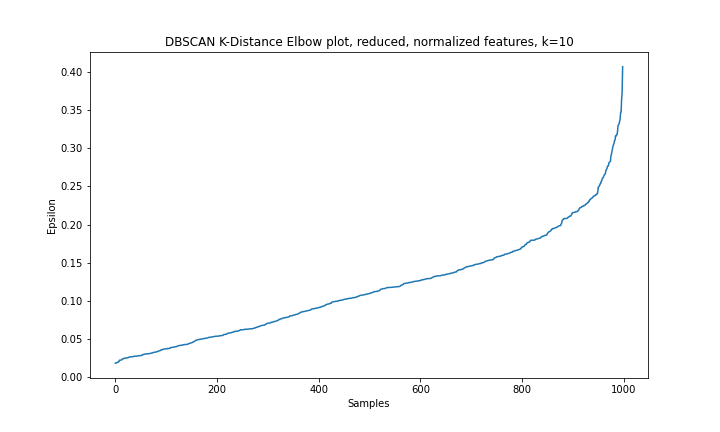 DBSCAN K-Distance Elbow plot, reduced, normalized features, k=10
0.40
0.35
0.30
0.25
0.20
0.15
0.10
0.05
0.00
Epsilon
0 200 400 600 800 1000
Samples